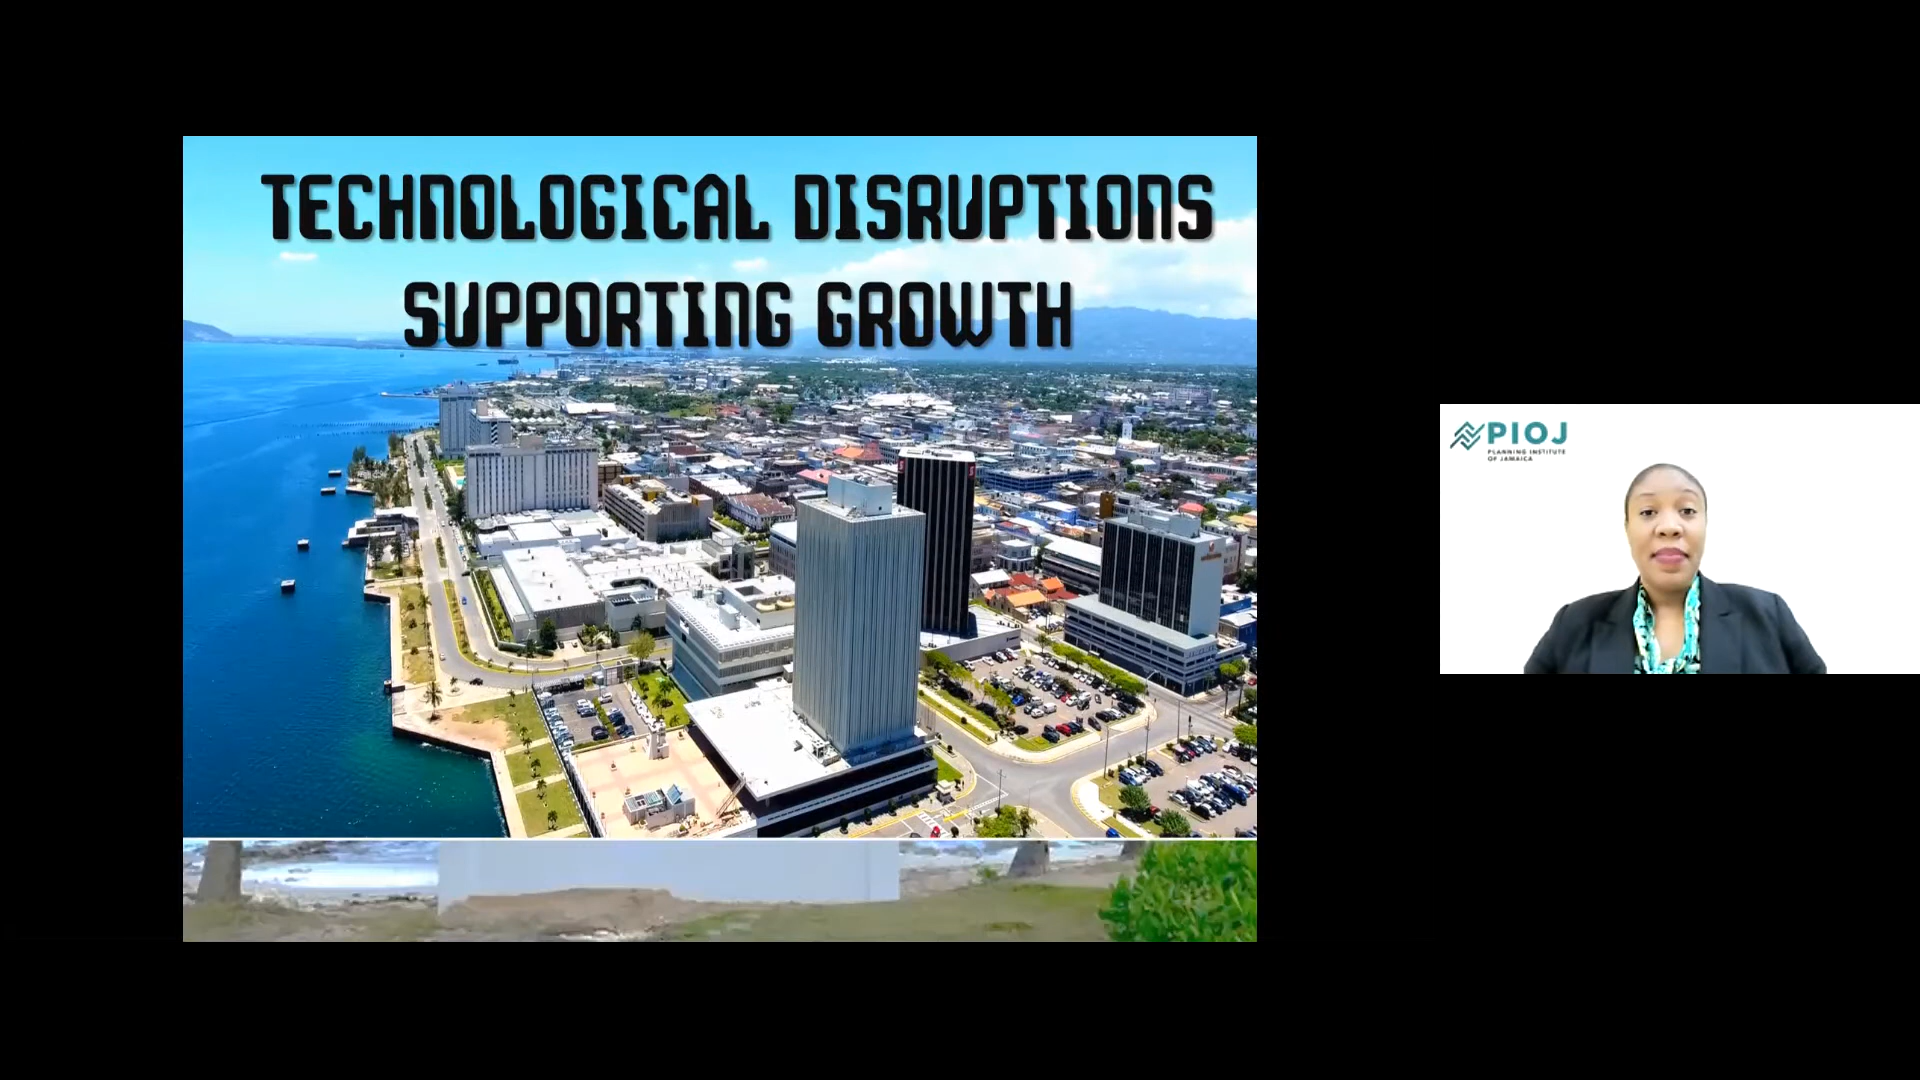 TECHNOLOGICAL DISRUPTIONS
SUPPORTING GROWTH
PIOJ
PLANNING INSTITUTE
OF JAMAICA